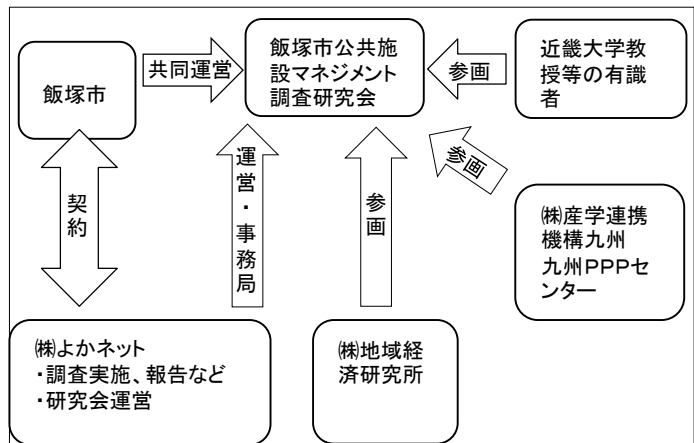 飯塚市
共同運営
飯塚市公共施
設マネジメント
調査研究会
参画
近畿大学教
授等の有識
者
契約
運営・事務局
参画
参画
㈱産学連携
機構九州
九州PPPセ
ンター
㈱よかネット
・調査実施、報告など
・研究会運営
㈱地域経
済研究所